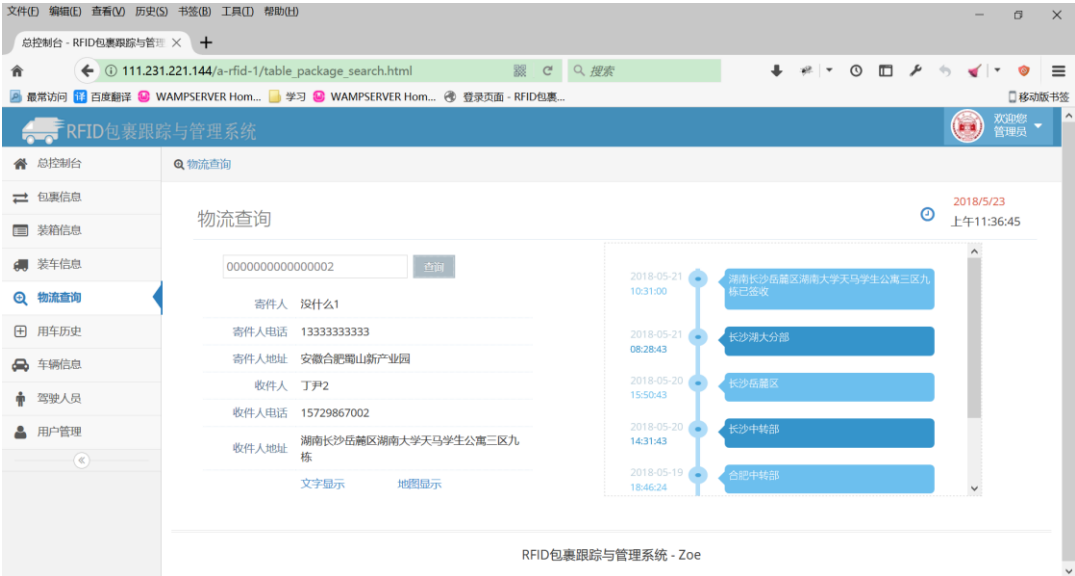 文件(F) 编辑(E) 查看(V) 历史(S) 书签(B) 工具(T) 帮助(H)
总控制台 - RFID包裹跟踪与管理
111.231.221.144/a-rfid-1/table_package_search.html
搜索
最常访问 百度翻译 WAMPSERVER Hom... 学习 WAMPSERVER Hom... 登录页面 - RFID包裹...
移动版书签
RFID包裹跟踪与管理系统
欢迎您
管理员
总控制台
包裹信息
装箱信息
装车信息
物流查询
用车历史
车辆信息
驾驶人员
用户管理
物流查询
物流查询
2018/5/23
上午11:36:45
0000000000000002
查询
寄件人 没什么1
寄件人电话 13333333333
寄件人地址 安徽合肥蜀山新产业园
收件人 丁尹2
收件人电话 15729867002
收件人地址 湖南长沙岳麓区湖南大学天马学生公寓三区九
栋
文字显示 地图显示
2018-05-21
10:31:00
湖南长沙岳麓区湖南大学天马学生公寓三区九
栋已签收
2018-05-21
08:28:43
长沙湖大分部
2018-05-20
15:50:43
长沙岳麓区
2018-05-20
14:31:43
长沙中转部
2018-05-19
18:46:24
合肥中转部
RFID包裹跟踪与管理系统 - Zoe